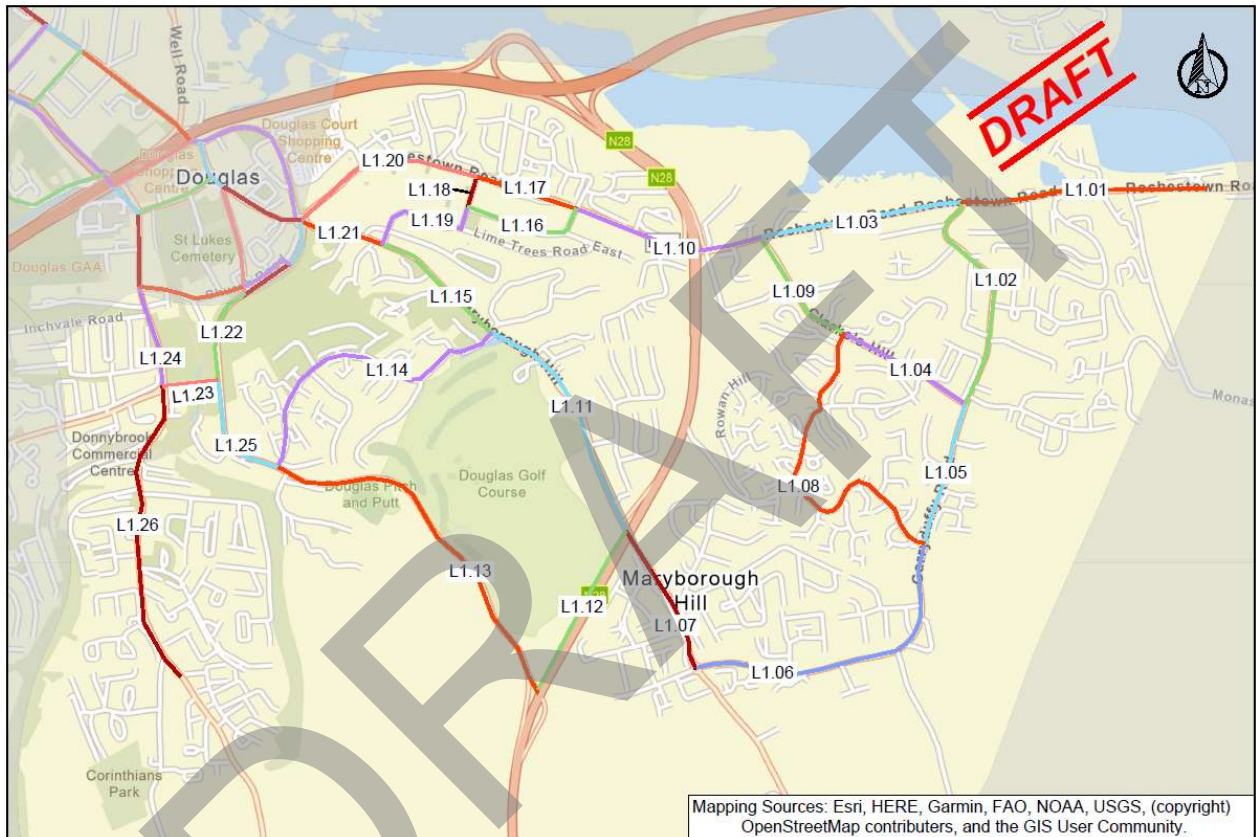 Well Road
DRAFT
N
Douglas Court
Shopping
Centre
Douglas
Shopping
Centre
Douglas
N28
N28
L1.20
L1.18
L1.17
L1.01
L1.03
L1.19
L1.16
L1.21
Lime Trees Road East
L1.10
St Lukes
Cemetery
Douglas GAA
L1.02
L1.09
L1.15
Inchvale Road
L1.22
L1.24
L1.14
L1.04
L1.23
L1.11
Rowan Hill
Donnybrook
Commercial
Centre
L1.25
Douglas Pitch
and Putt
Douglas Golf
Course
L1.05
L1.08
L1.26
L1.13
L1.12
Maryborough
Hill
L1.07
L1.06
Corinthians
Park
DRAFT
Mapping Sources: Esri, HERE, Garmin, FAO, NOAA, USGS, (copyright)
OpenStreetMap contributers, and the GIS User Community.